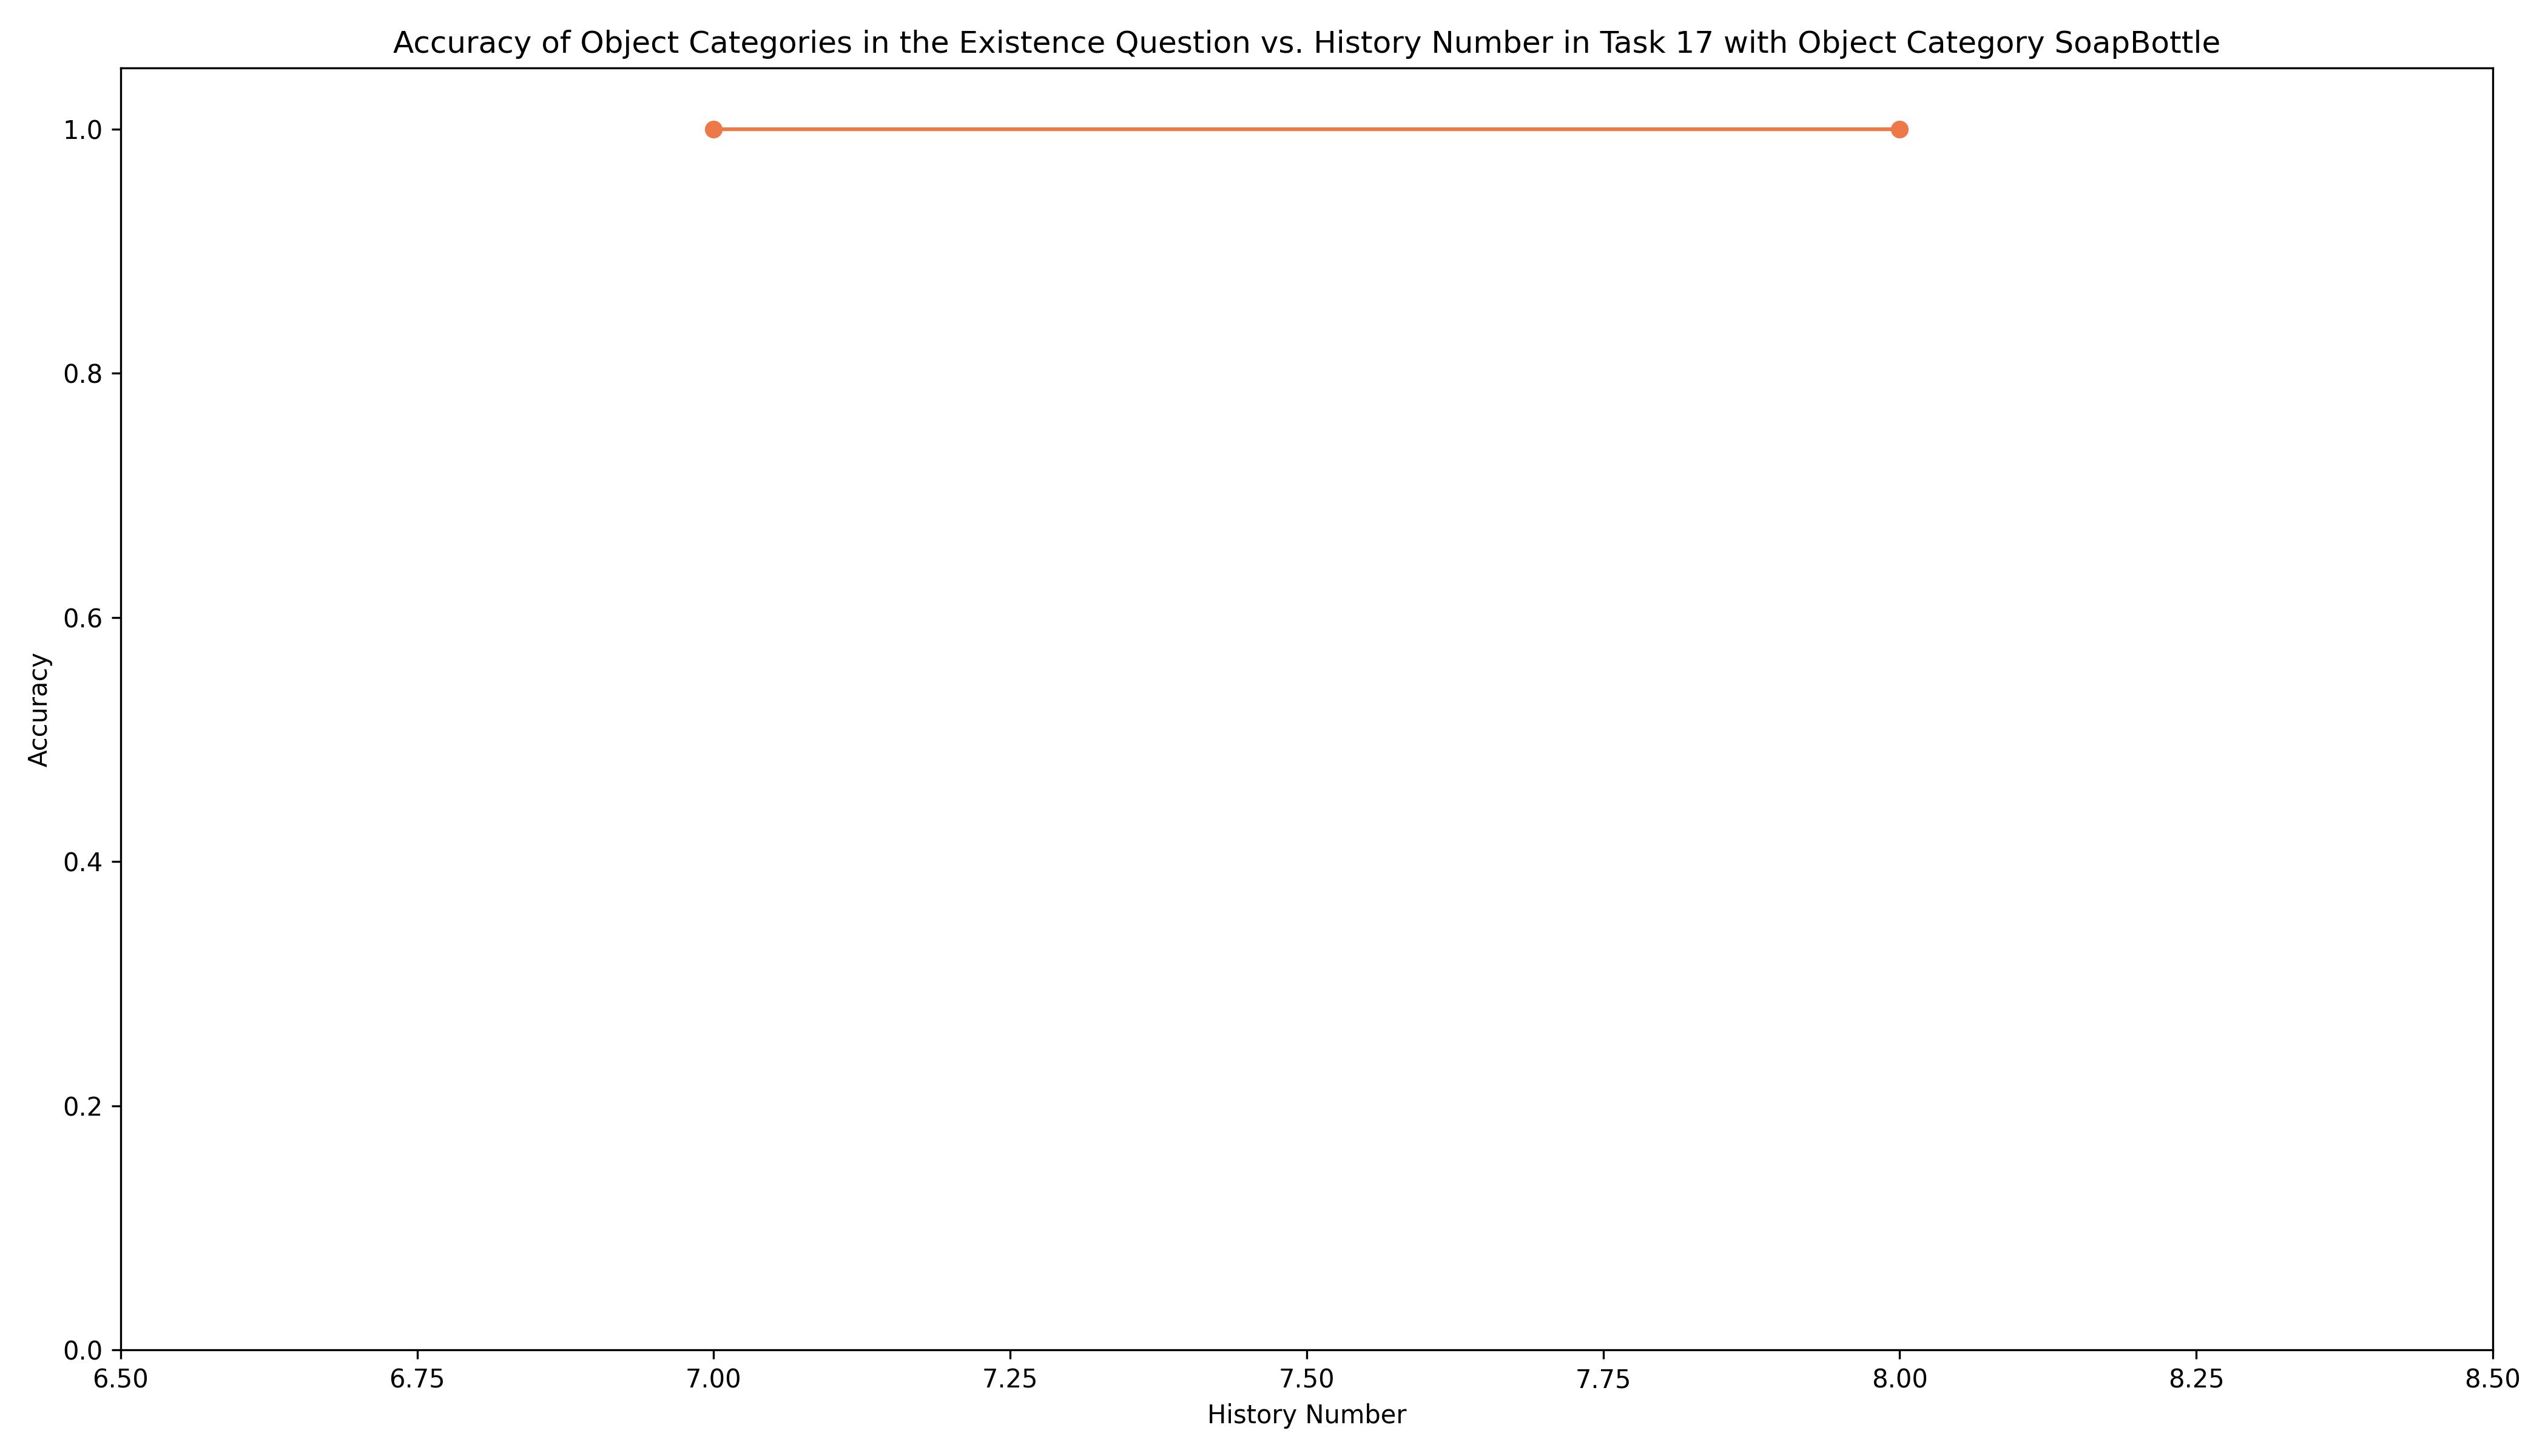 Accuracy of Object Categories in the Existence Question vs. History Number in Task 17 with Object Category SoapBottle
1.0
0.8
0.6
0.4
0.2
0.0
Accuracy
6.50 6.75 7.00 7.25 7.50 7.75 8.00 8.25 8.50
History Number